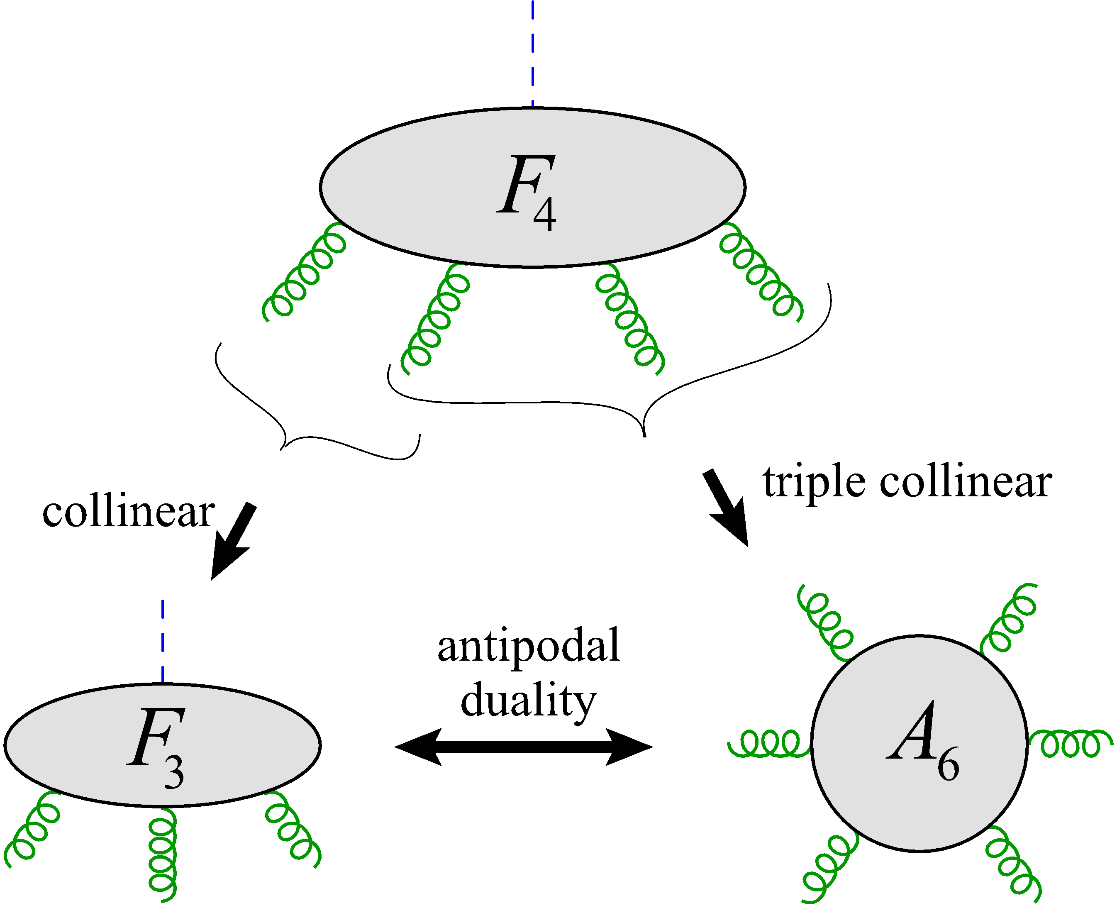 F₄
collinear
triple collinear
antipodal
duality
F₃
A₆